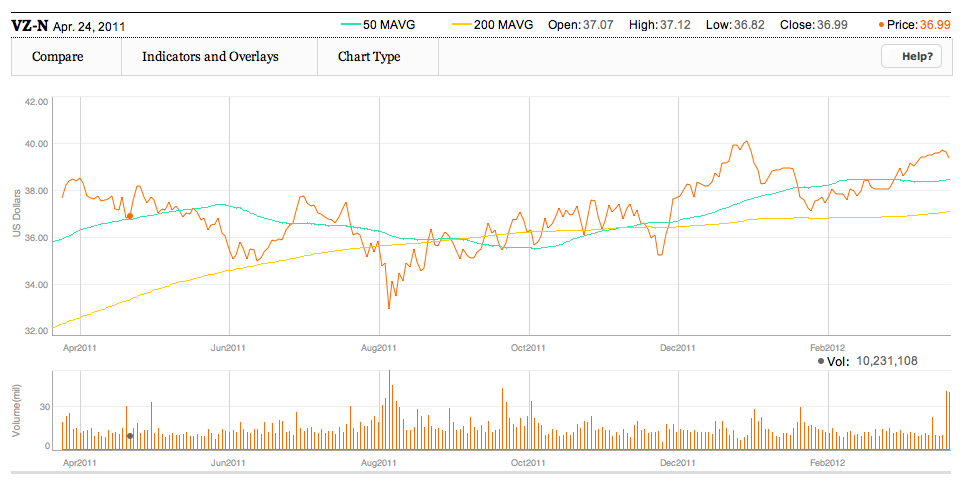 VZ-N Apr. 24, 2011 50 MAVG 200 MAVG Open: 37.07 High: 37.12 Low: 36.82 Close: 36.99 Price: 36.99
Compare Indicators and Overlays Chart Type Help?
42.00
40.00
38.00
36.00
34.00
32.00
US Dollars
Apr2011 Jun2011 Aug2011 Oct2011 Dec2011 Feb2012
Vol: 10,231,108
30
0
Volume(mil)
Apr2011 Jun2011 Aug2011 Oct2011 Dec2011 Feb2012